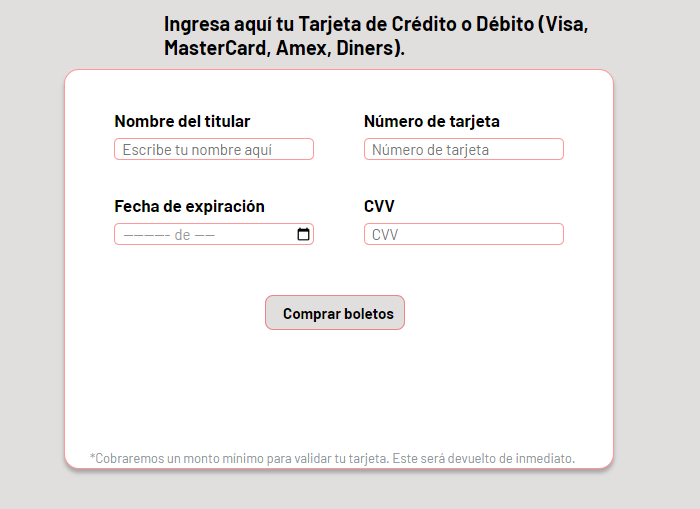 Ingresa aquí tu Tarjeta de Crédito o Débito (Visa,
MasterCard, Amex, Diners).
Nombre del titular
Número de tarjeta
Escribe tu nombre aquí
Número de tarjeta
Fecha de expiración
CVV
--------- de ----
CVV
Comprar boletos
*Cobraremos un monto mínimo para validar tu tarjeta. Este será devuelto de inmediato.